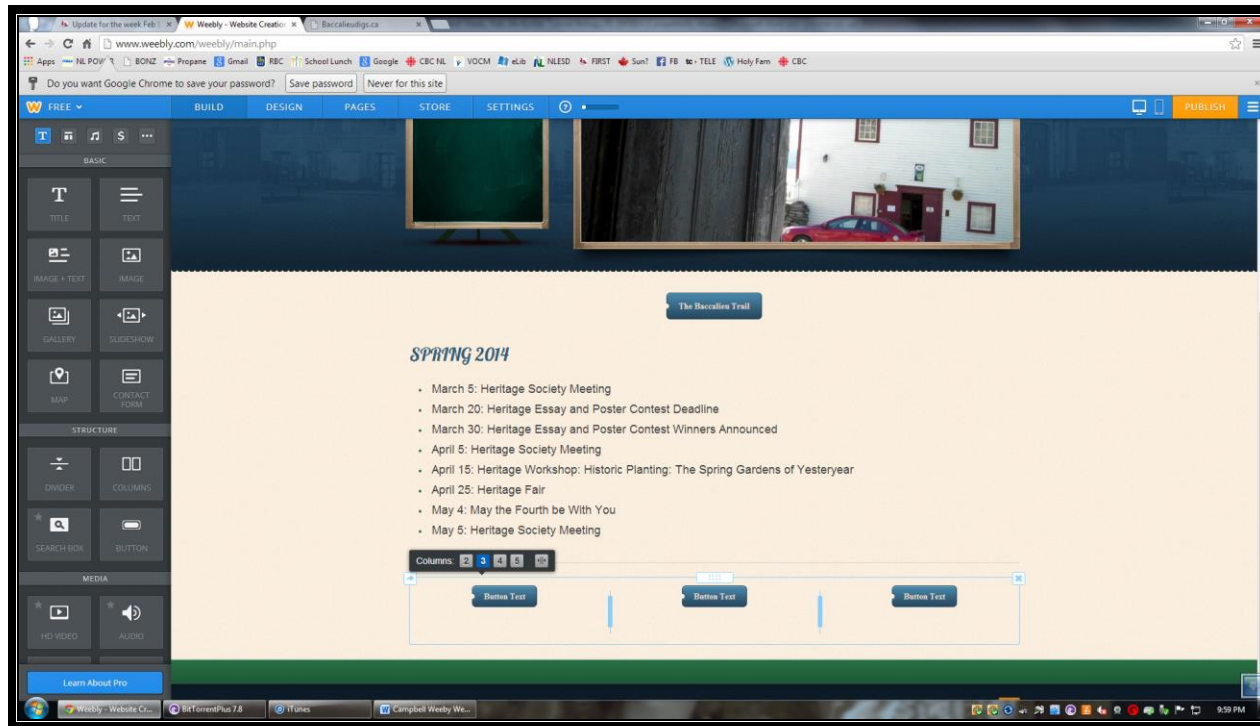 Update for the week Feb
Weebly - Website Creation
Baccalieudigs.ca
www.weebly.com/weebly/main.php
Apps
NL POW
BONZ
Propane
Gmail
RBC
School Lunch
Google
CBC NL
VOCM
eLib
NLESD
FIRST
Sun!
FB
TELE
Holy Fam
CBC
Do you want Google Chrome to save your password?
Save password
Never for this site
FREE
BUILD
DESIGN
PAGES
STORE
SETTINGS
PUBLISH
BASIC
TITLE
TEXT
IMAGE + TEXT
IMAGE
GALLERY
SLIDESHOW
MAP
CONTACT
FORM
STRUCTURE
DIVIDER
COLUMNS
SEARCH BOX
BUTTON
MEDIA
HD VIDEO
AUDIO
Learn About Pro
The Baccalieu Trail
SPRING 2014
March 5: Heritage Society Meeting
March 20: Heritage Essay and Poster Contest Deadline
March 30: Heritage Essay and Poster Contest Winners Announced
April 5: Heritage Society Meeting
April 15: Heritage Workshop: Historic Planting: The Spring Gardens of Yesteryear
April 25: Heritage Fair
May 4: May the Fourth be With You
May 5: Heritage Society Meeting
Columns: 2 3 4 5
Button Text
Button Text
Button Text
Weebly - Website Cr...
BitTorrentPlus 7.8
iTunes
Campbell Weeby We...
9:59 PM